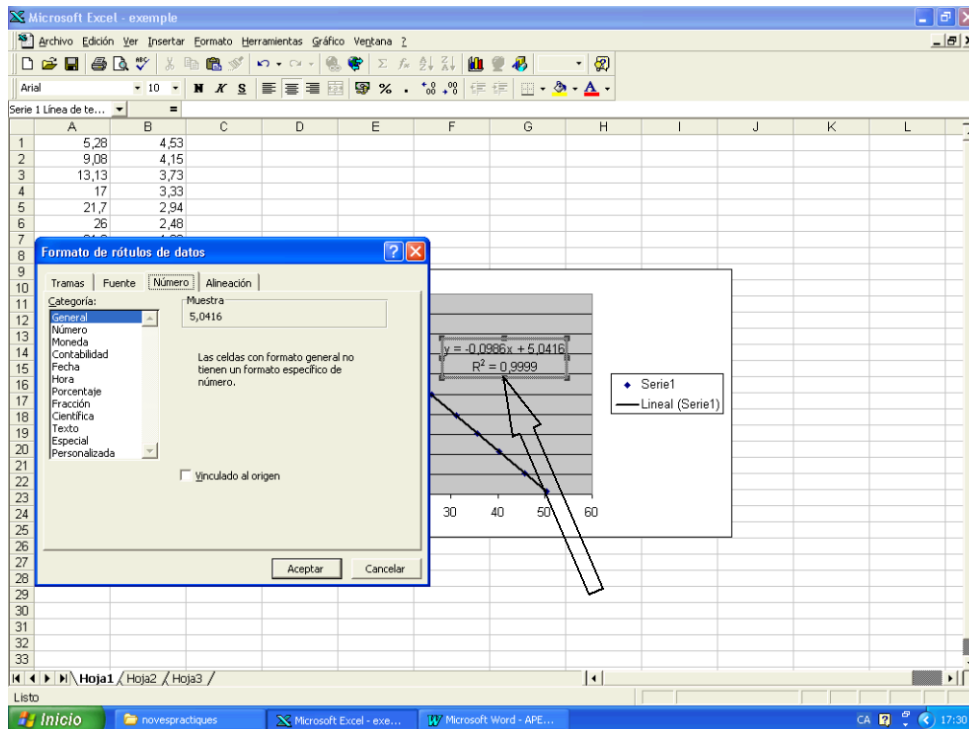 Microsoft Excel - exemple
Archivo Edición Ver Insertar Formato Herramientas Gráfico Ventana ?
Arial 10 N K S % .
Serie 1 Línea de te... =
A B C D E F G H I J K L
1 5,28 4,53
2 9,08 4,15
3 13,13 3,73
4 17 3,33
5 21,7 2,94
6 26 2,48
7
8
9
10
11
12
13
14
15
16
17
18
19
20
21
22
23
24
25
26
27
28
29
30
31
32
33
Formato de rótulos de datos
Tramas Fuente Número Alineación
Categoría:
General
Número
Moneda
Contabilidad
Fecha
Hora
Porcentaje
Fracción
Científica
Texto
Especial
Personalizada
Muestra
5,0416
Las celdas con formato general no
tienen un formato específico de
número.
Vinculado al origen
Aceptar Cancelar
y = -0,0986x + 5,0416
R² = 0,9999
Serie1
Lineal (Serie1)
30 40 50 60
Hoja1 Hoja2 Hoja3
Listo
Inicio novespractiques Microsoft Excel - exe... Microsoft Word - APE... CA 17:30